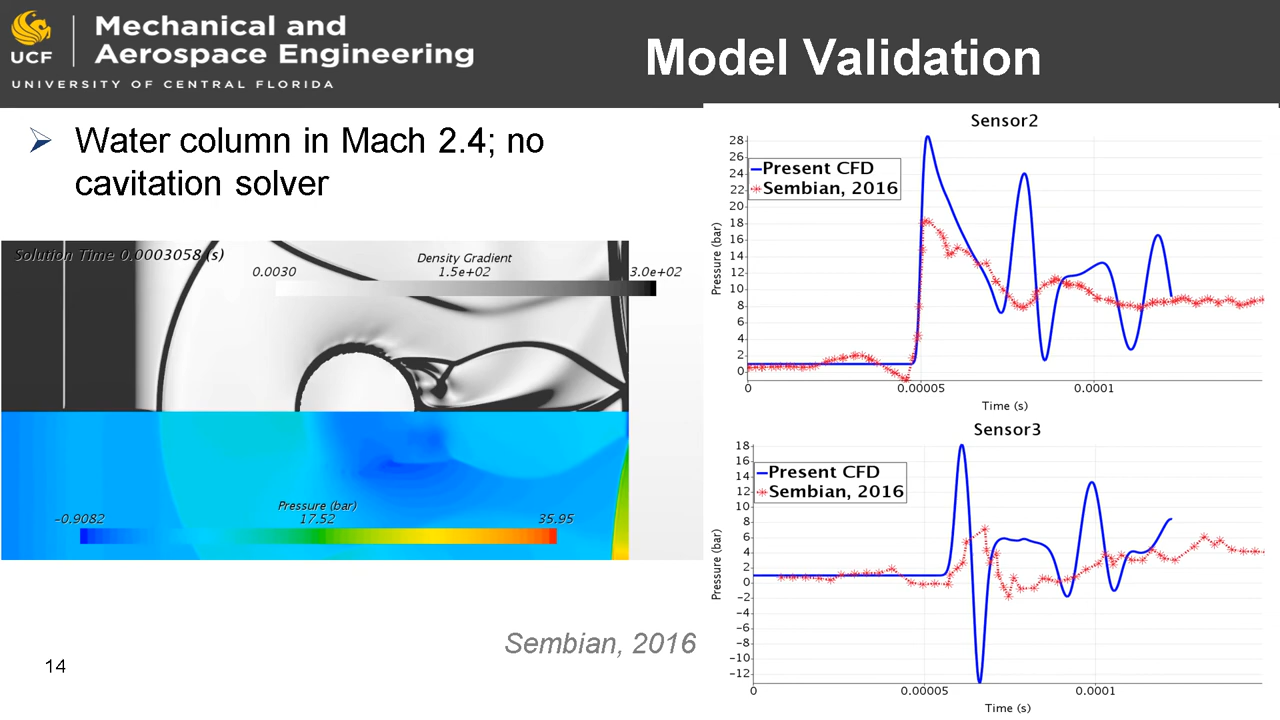 UCF
Mechanical and
Aerospace Engineering
UNIVERSITY OF CENTRAL FLORIDA
Model Validation
Water column in Mach 2.4; no
cavitation solver
Solution Time 0.0003058 (s)
Density Gradient
0.0030 1.5e+02 3.0e+02
Pressure (bar)
-0.9082 17.52 35.95
Sembian, 2016
14
Sensor2
Present CFD
Sembian, 2016
Pressure (bar)
28
26
24
22
20
18
16
14
12
10
8
6
4
2
0
0 0.00005 0.0001
Time (s)
Sensor3
Present CFD
Sembian, 2016
Pressure (bar)
18
16
14
12
10
8
6
4
2
0
-2
-4
-6
-8
-10
-12
0 0.00005 0.0001
Time (s)